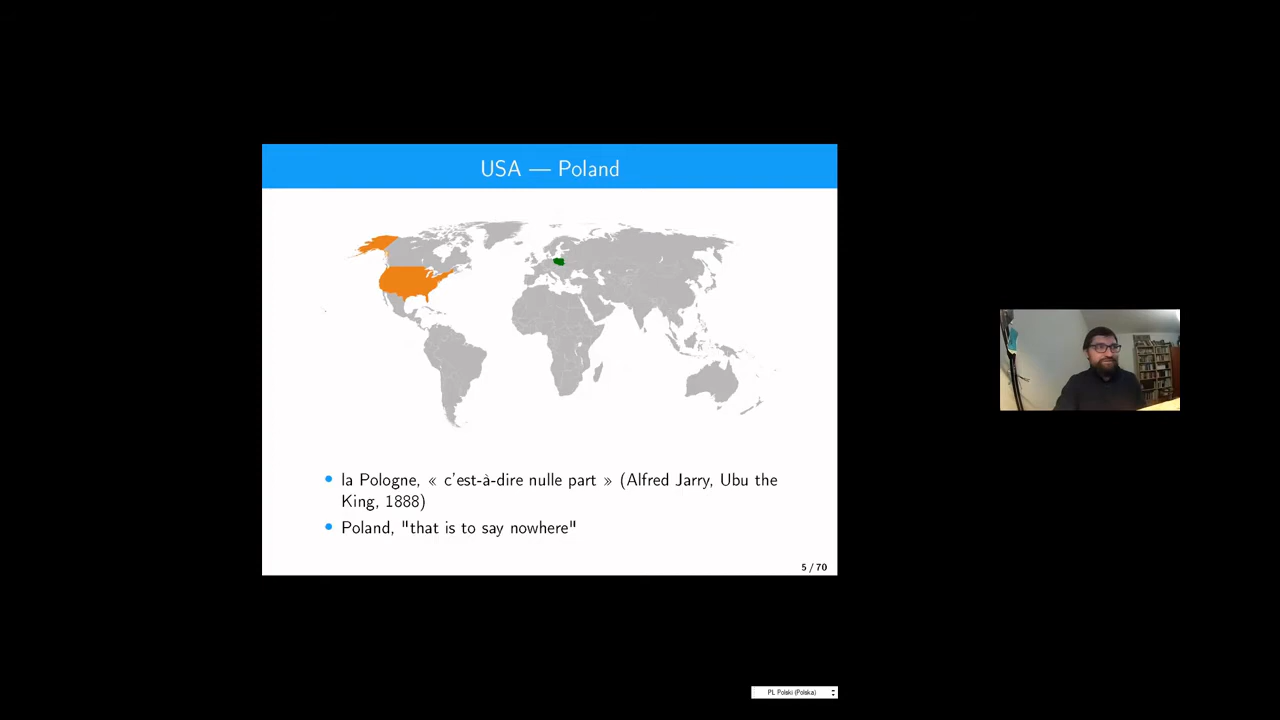 USA — Poland
la Pologne, « c'est-à-dire nulle part » (Alfred Jarry, Ubu the
King, 1888)
Poland, "that is to say nowhere"
5 / 70
PL Polski (Polska)